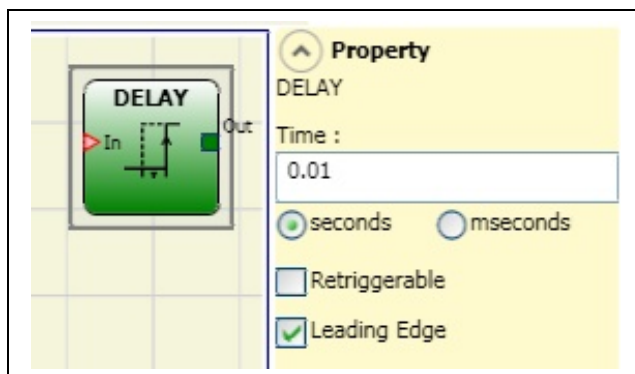 DELAY
In
Out
Property
DELAY
Time :
0.01
seconds mseconds
Retriggerable
Leading Edge